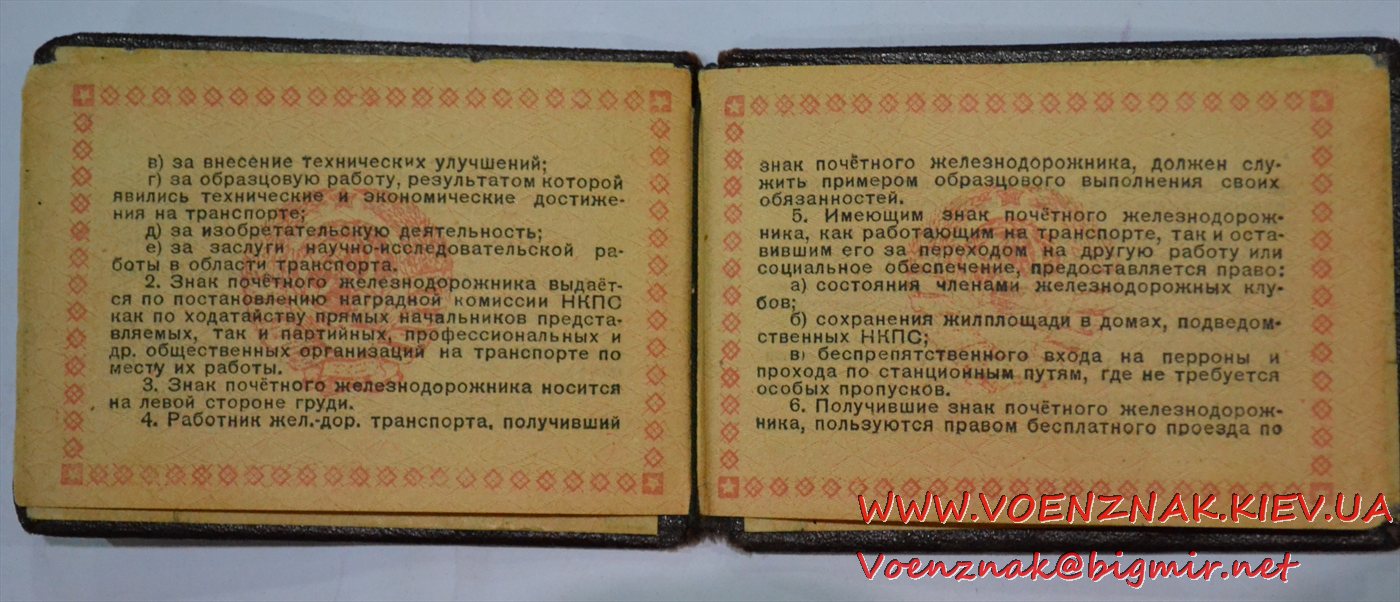 в) за внесение технических улучшений;
г) за образцовую работу, результатом которой
явились технические и экономические достиже-
ния на транспорте;
д) за изобретательскую деятельность;
е) за заслуги научно-исследовательской ра-
боты в области транспорта.
2. Знак почётного железнодорожника выдаёт-
ся по постановлению наградной комиссии НКПС
как по ходатайству прямых начальников предста-
вляемых, так и партийных, профессиональных и
др. общественных организаций на транспорте по
месту их работы.
3. Знак почётного железнодорожника носится
на левой стороне груди.
4. Работник жел.-дор. транспорта, получивший
знак почётного железнодорожника, должен слу-
жить примером образцового выполнения своих
обязанностей.
5. Имеющим знак почётного железнодорож-
ника, как работающим на транспорте, так и оста-
вившим его за переходом на другую работу или
социальное обеспечение, предоставляется право:
а) состояния членами железнодорожных клу-
бов;
б) сохранения жилплощади в домах, подведом-
ственных НКПС;
в) беспрепятственного входа на перроны и
прохода по станционным путям, где не требуется
особых пропусков.
6. Получившие знак почётного железнодорож-
ника, пользуются правом бесплатного проезда по
WWW.VOENZNAK.KIEV.UA
Voenznak@bigmir.net